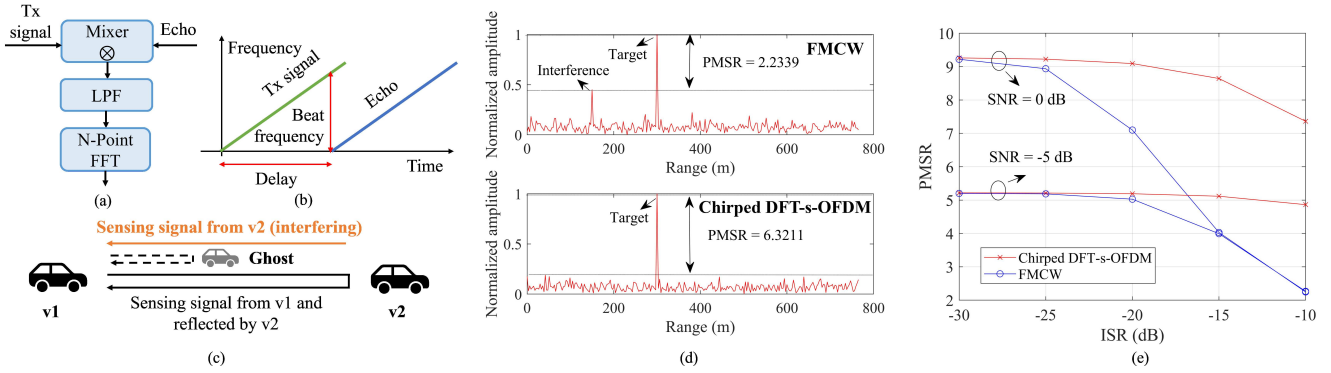 Tx
signal
Mixer
⊗
Echo
LPF
N-Point
FFT
(a)
Frequency
Tx signal
Echo
Beat
frequency
Time
Delay
(b)
Sensing signal from v2 (interfering)
Ghost
v1
v2
Sensing signal from v1 and
reflected by v2
(c)
Normalized amplitude
1
0.5
0
Target
FMCW
Interference
PMSR = 2.2339
0 200 400 600 800
Range (m)
Normalized amplitude
1
0.5
0
Target
Chirped DFT-s-OFDM
PMSR = 6.3211
0 200 400 600 800
Range (m)
(d)
PMSR
10
9
8
7
6
5
4
3
2
SNR = 0 dB
SNR = -5 dB
Chirped DFT-s-OFDM
FMCW
-30 -25 -20 -15 -10
ISR (dB)
(e)